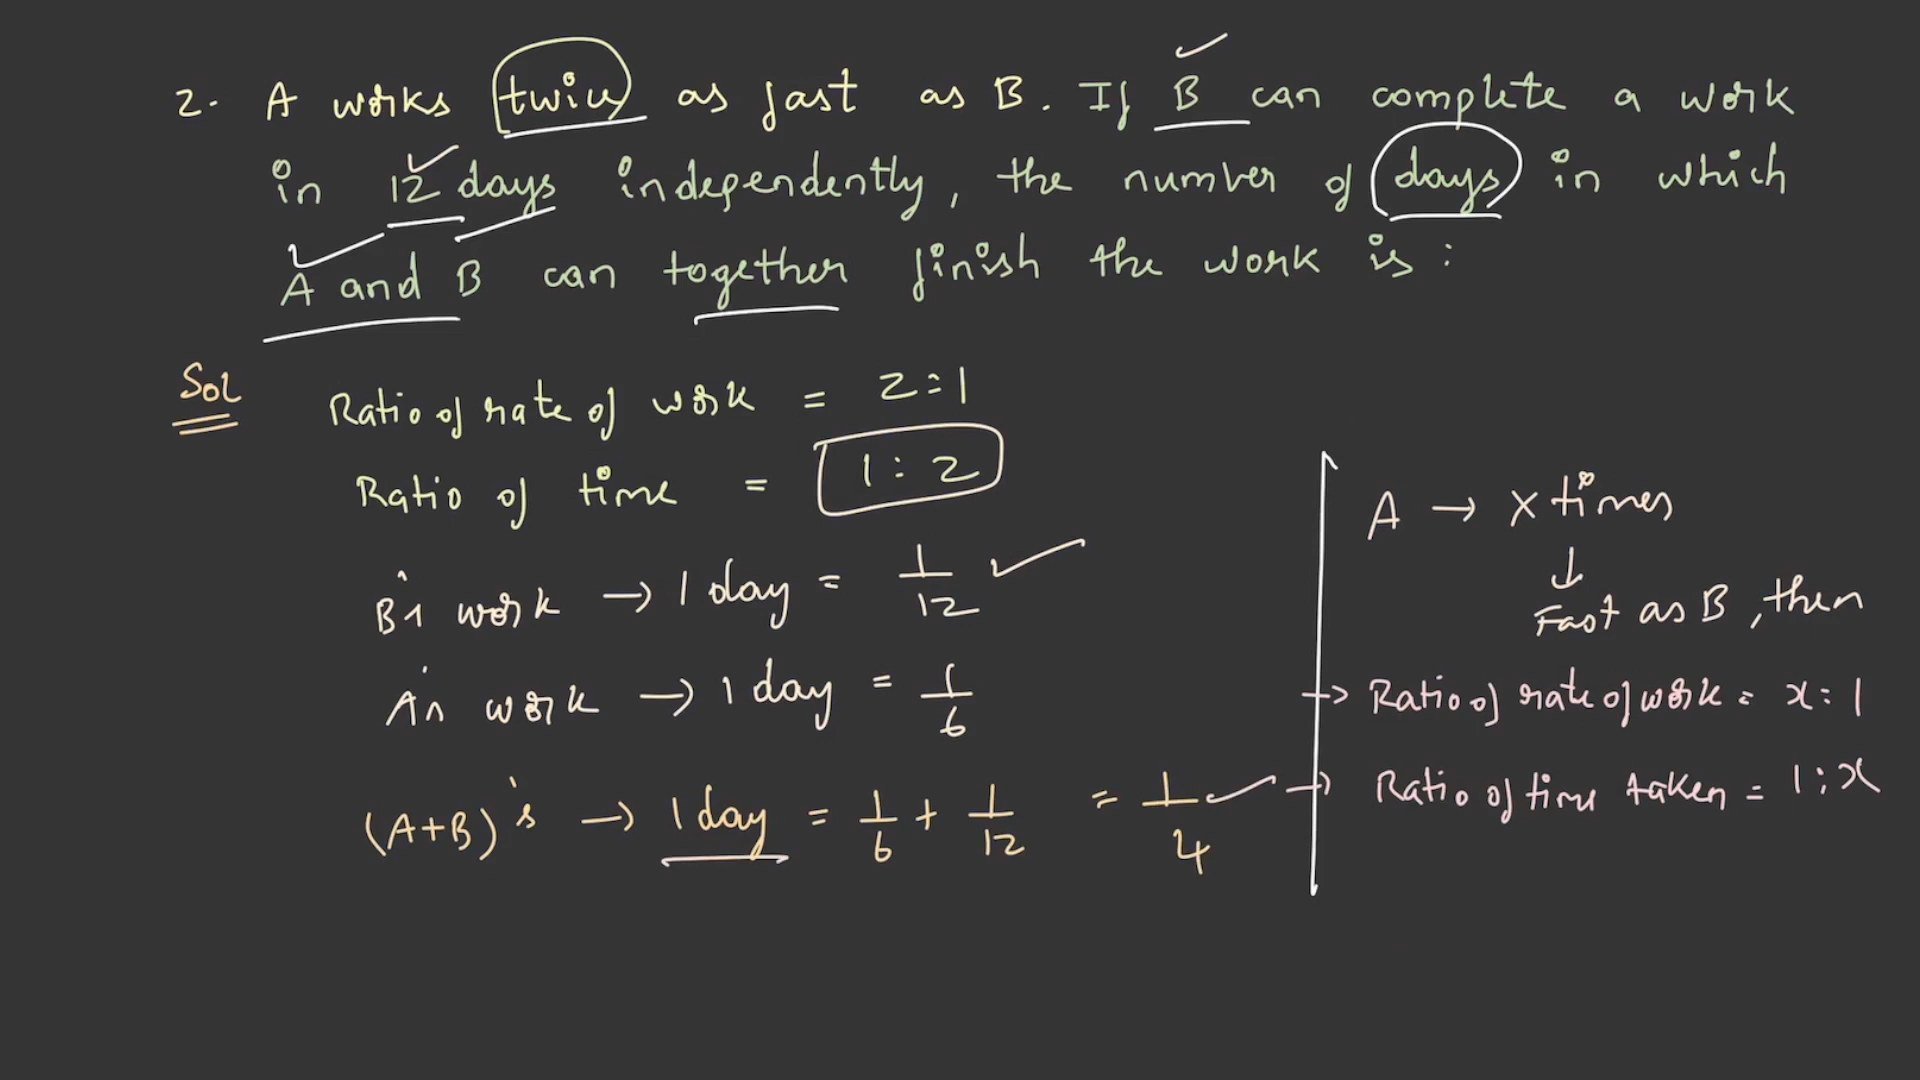 2. A works twice as fast as B. If B can complete a work
in 12 days independently, the number of days in which
A and B can together finish the work is:
Sol
Ratio of rate of work = 2:1
Ratio of time = 1:2
B's work → 1 day = 1/12
A's work → 1 day = 1/6
(A+B)'s → 1 day = 1/6 + 1/12 = 1/4
A → x times
↓
Fast as B, then
→ Ratio of rate of work = x:1
→ Ratio of time taken = 1:x